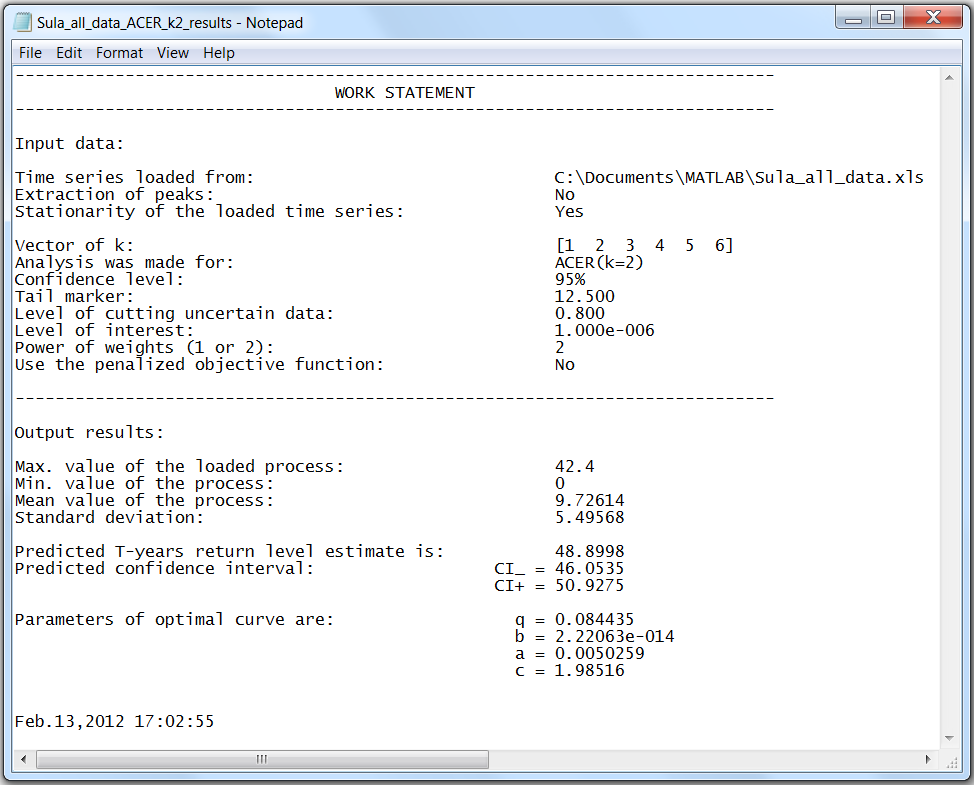 Sula_all_data_ACER_k2_results - Notepad
File Edit Format View Help
----------------------------------------------------------------------------
WORK STATEMENT
----------------------------------------------------------------------------
Input data:
Time series loaded from: C:\Documents\MATLAB\Sula_all_data.xls
Extraction of peaks: No
Stationarity of the loaded time series: Yes
Vector of k: [1 2 3 4 5 6]
Analysis was made for: ACER(k=2)
Confidence level: 95%
Tail marker: 12.500
Level of cutting uncertain data: 0.800
Level of interest: 1.000e-006
Power of weights (1 or 2): 2
Use the penalized objective function: No
----------------------------------------------------------------------------
Output results:
Max. value of the loaded process: 42.4
Min. value of the process: 0
Mean value of the process: 9.72614
Standard deviation: 5.49568
Predicted T-years return level estimate is: 48.8998
Predicted confidence interval: CI_ = 46.0535
CI+ = 50.9275
Parameters of optimal curve are: q = 0.084435
b = 2.22063e-014
a = 0.0050259
c = 1.98516
Feb.13,2012 17:02:55